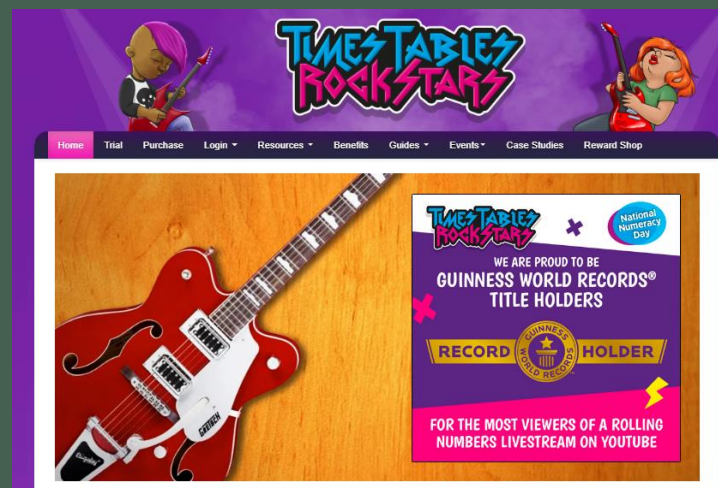 TIMES TABLES
ROCK STARS
Home Trial Purchase Login Resources Benefits Guides Events Case Studies Reward Shop
TIMES TABLES
ROCK STARS
National
Numeracy
Day
WE ARE PROUD TO BE
GUINNESS WORLD RECORDS®
TITLE HOLDERS
GUINNESS
RECORD HOLDER
WORLD RECORDS
FOR THE MOST VIEWERS OF A ROLLING
NUMBERS LIVESTREAM ON YOUTUBE
GRETSCH
Bigsby